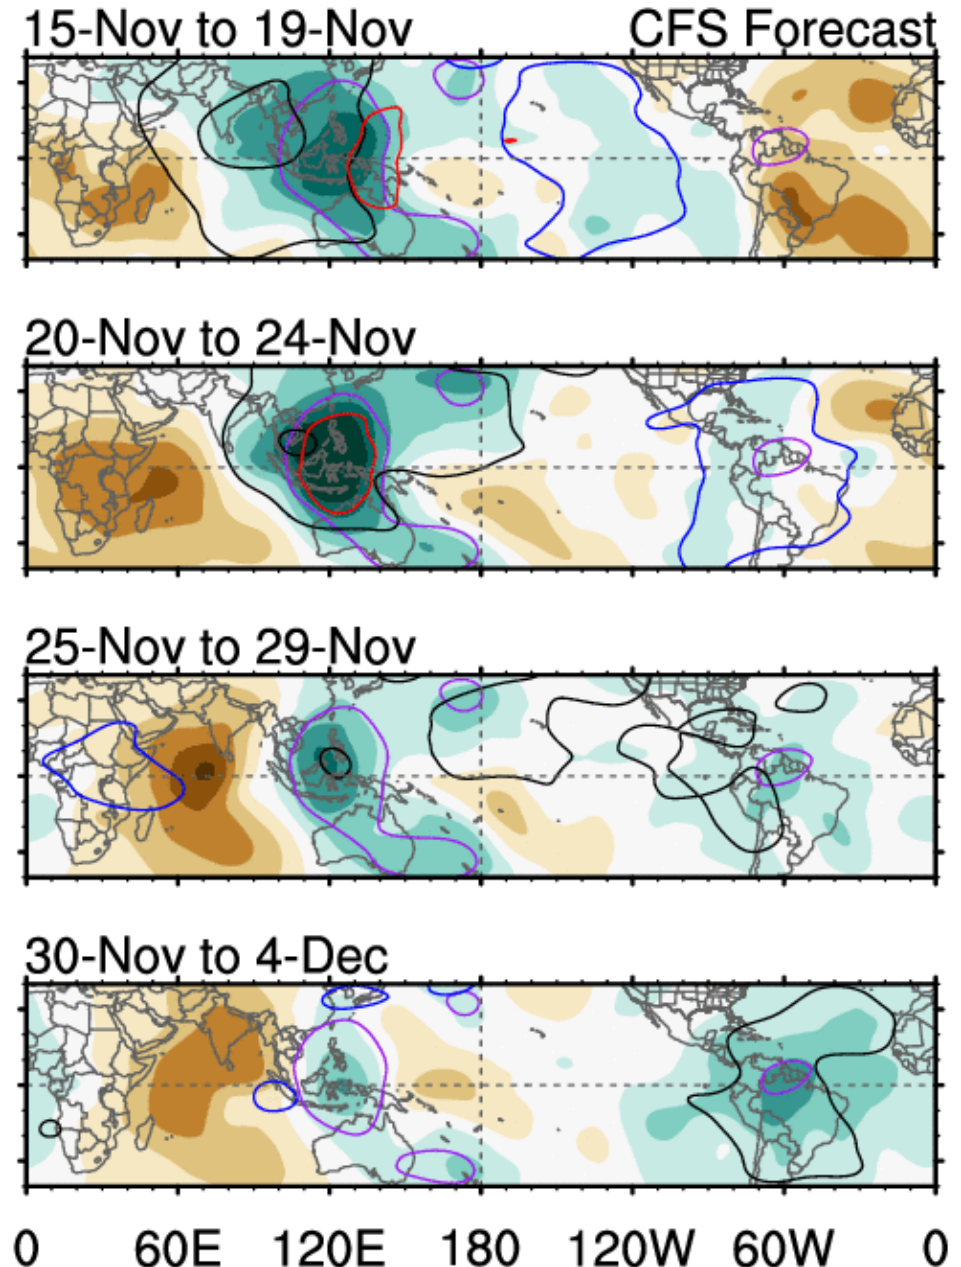 15-Nov to 19-Nov CFS Forecast
20-Nov to 24-Nov
25-Nov to 29-Nov
30-Nov to 4-Dec
0 60E 120E 180 120W 60W 0